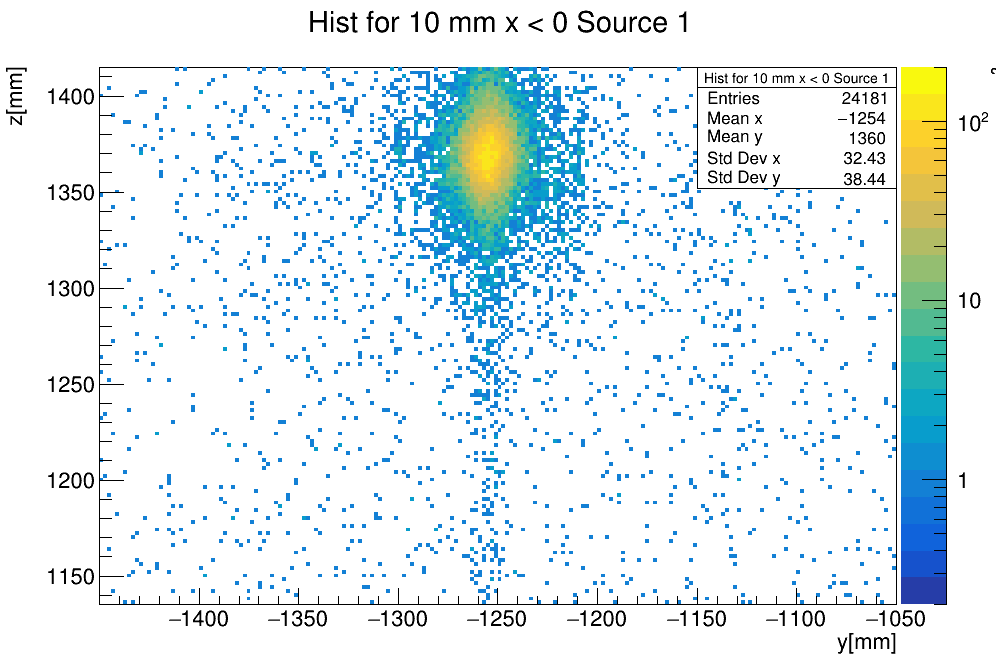 Hist for 10 mm x < 0 Source 1
z[mm]
1400
1350
1300
1250
1200
1150
Hist for 10 mm x < 0 Source 1
Entries 24181
Mean x −1254
Mean y 1360
Std Dev x 32.43
Std Dev y 38.44
10²
10
1
−1400 −1350 −1300 −1250 −1200 −1150 −1100 −1050
y[mm]